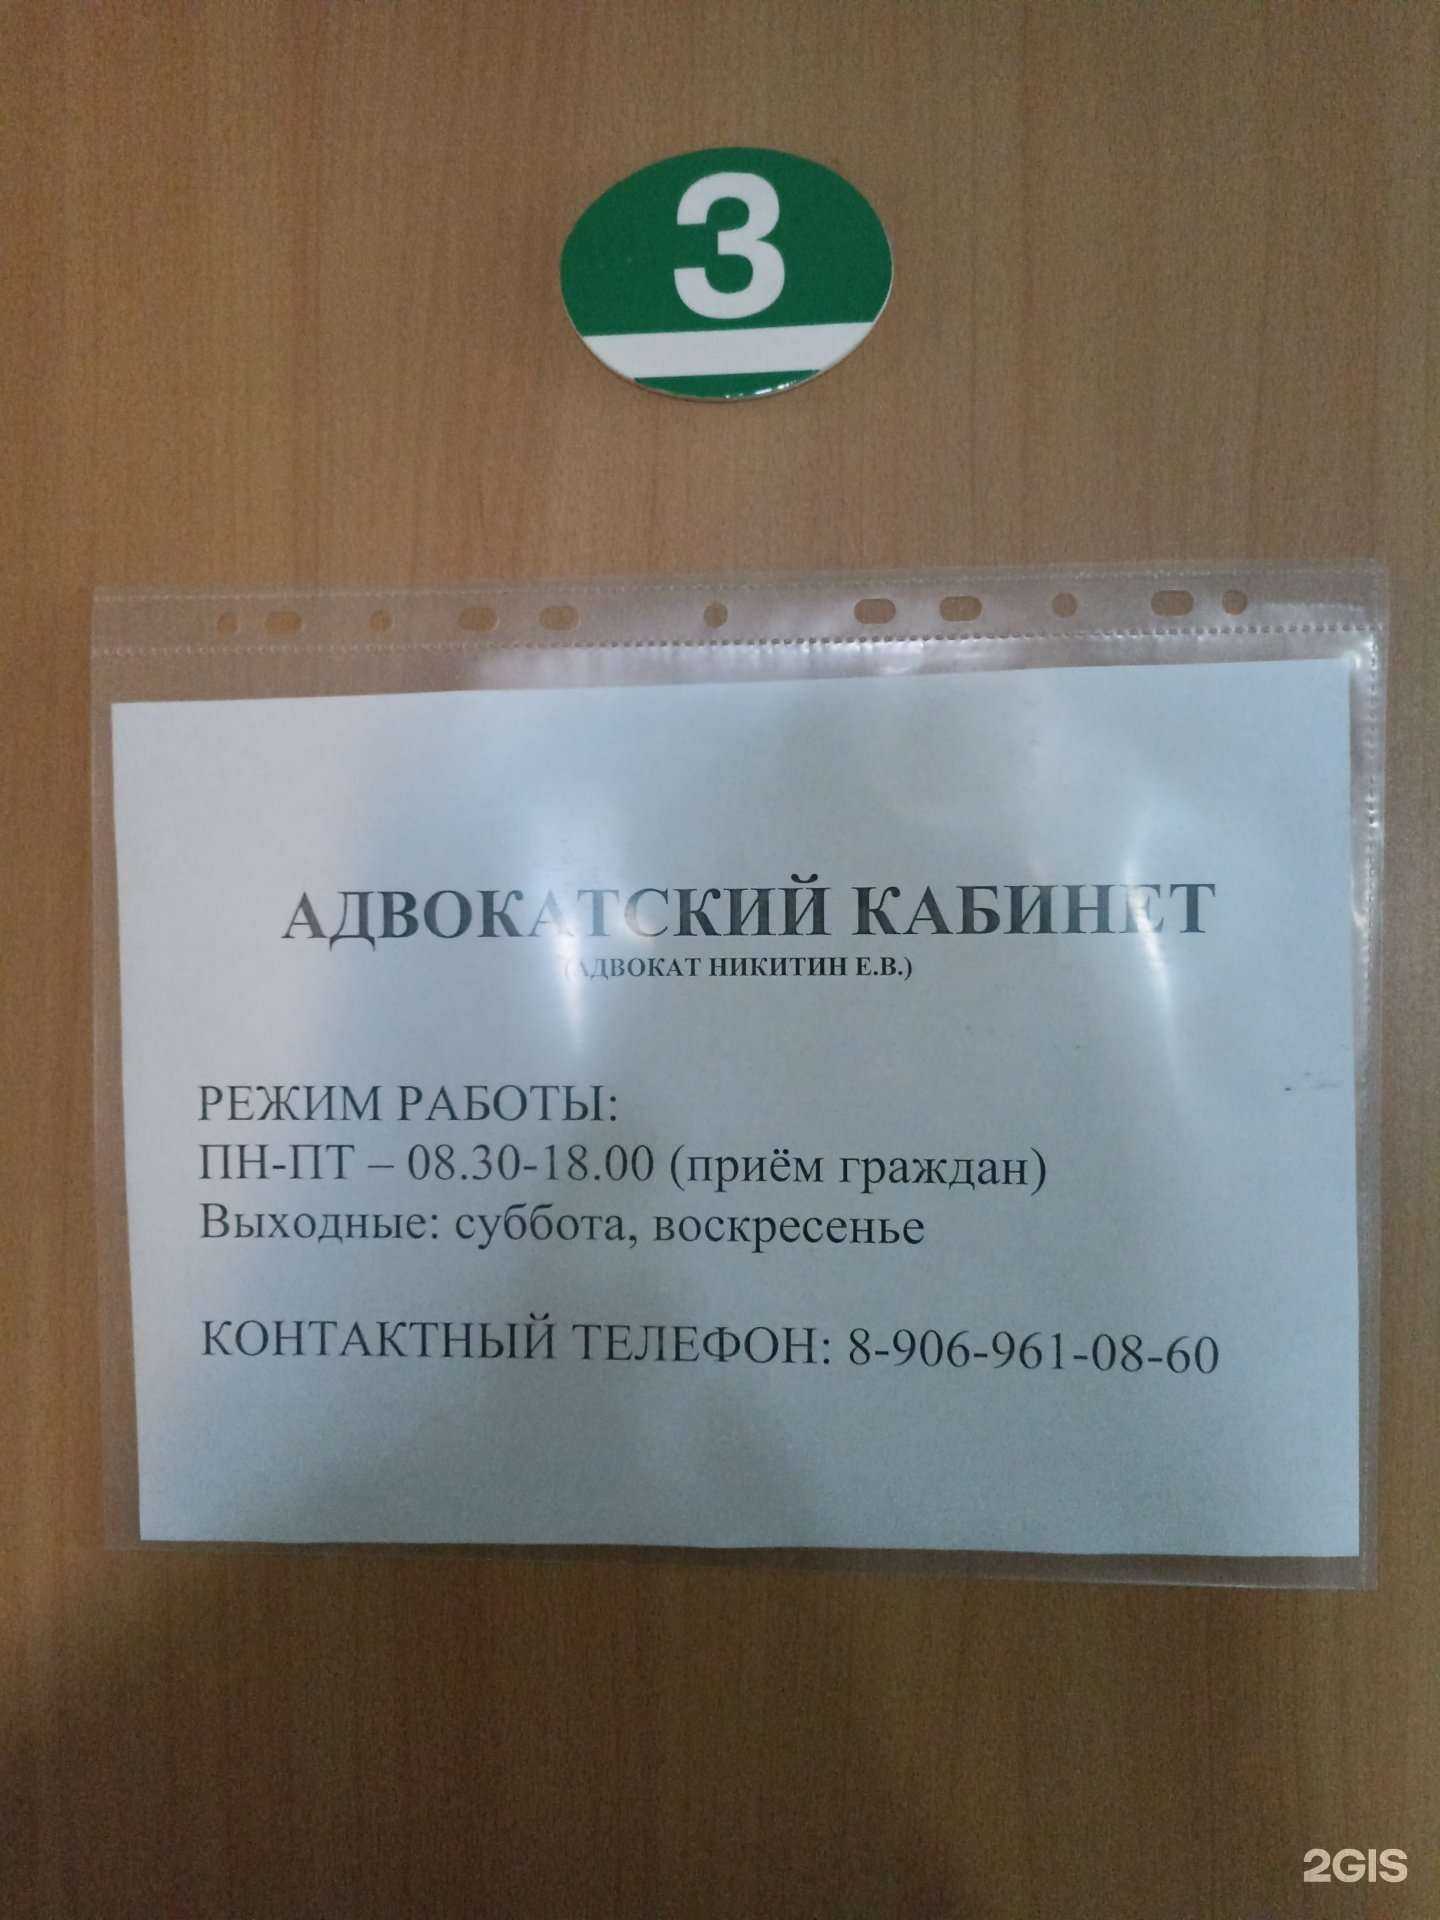 3
АДВОКАТСКИЙ КАБИНЕТ
(АДВОКАТ НИКИТИН Е.В.)
РЕЖИМ РАБОТЫ:
ПН-ПТ – 08.30-18.00 (приём граждан)
Выходные: суббота, воскресенье
КОНТАКТНЫЙ ТЕЛЕФОН: 8-906-961-08-60
2GIS